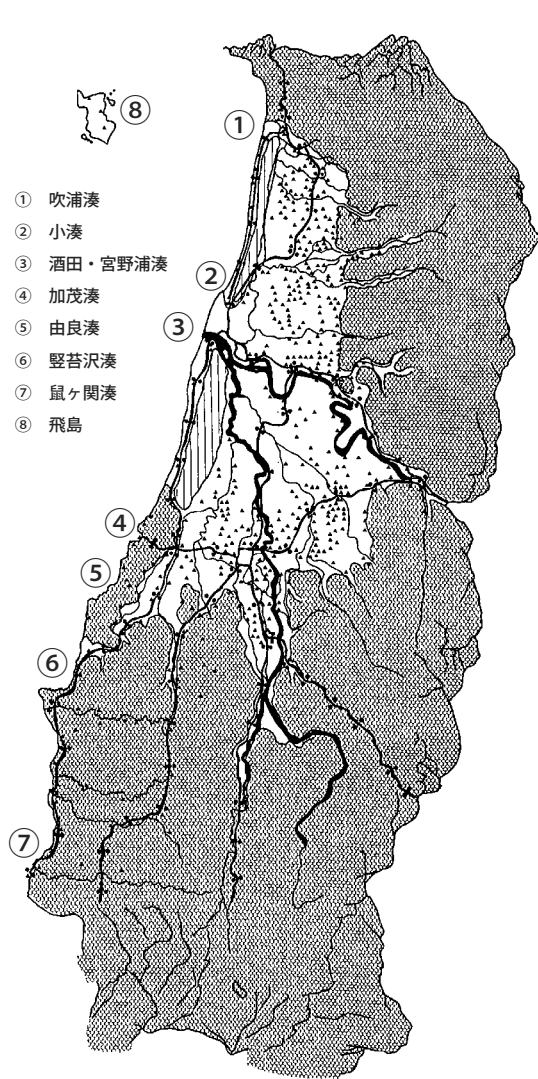 ⑧
①
① 吹浦湊
② 小湊
③ 酒田・宮野浦湊
④ 加茂湊
⑤ 由良湊
⑥ 竪苔沢湊
⑦ 鼠ヶ関湊
⑧ 飛島
②
③
④
⑤
⑥
⑦